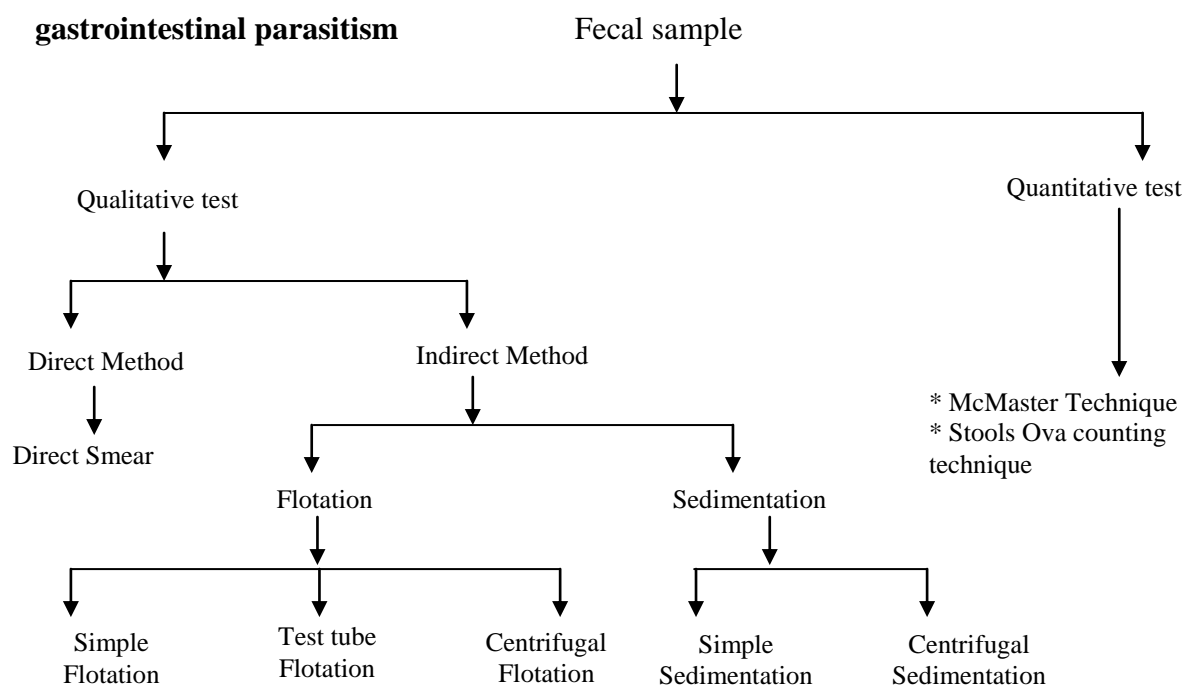 gastrointestinal parasitism
Fecal sample
Qualitative test
Quantitative test
Direct Method
Indirect Method
* McMaster Technique
* Stools Ova counting
technique
Direct Smear
Flotation
Sedimentation
Simple
Flotation
Test tube
Flotation
Centrifugal
Flotation
Simple
Sedimentation
Centrifugal
Sedimentation